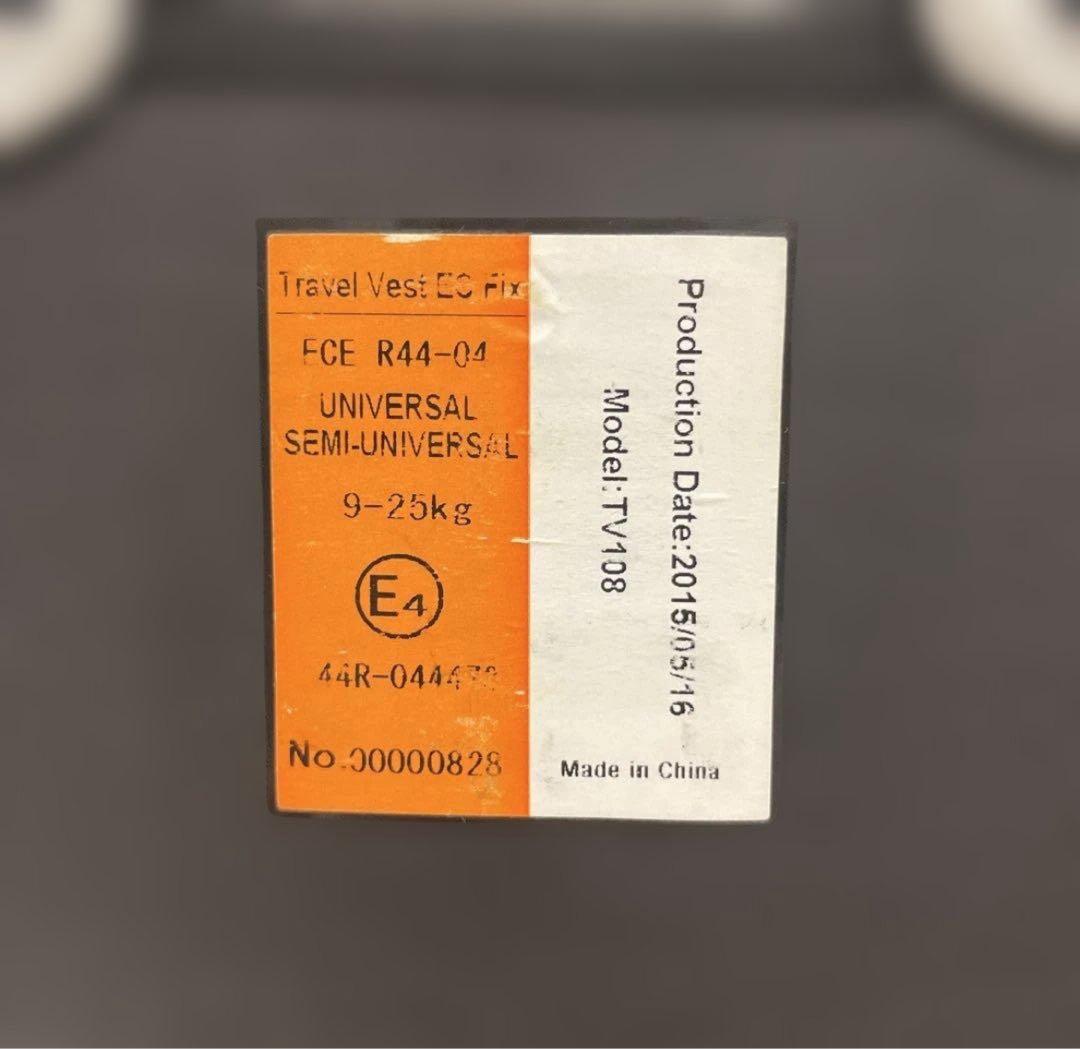 Travel Vest EC Fix
ECE R44-04
UNIVERSAL
SEMI-UNIVERSAL
9-25kg
E4
No.00000828
Production Date:2015/05/16
Model:TV108
Made in China